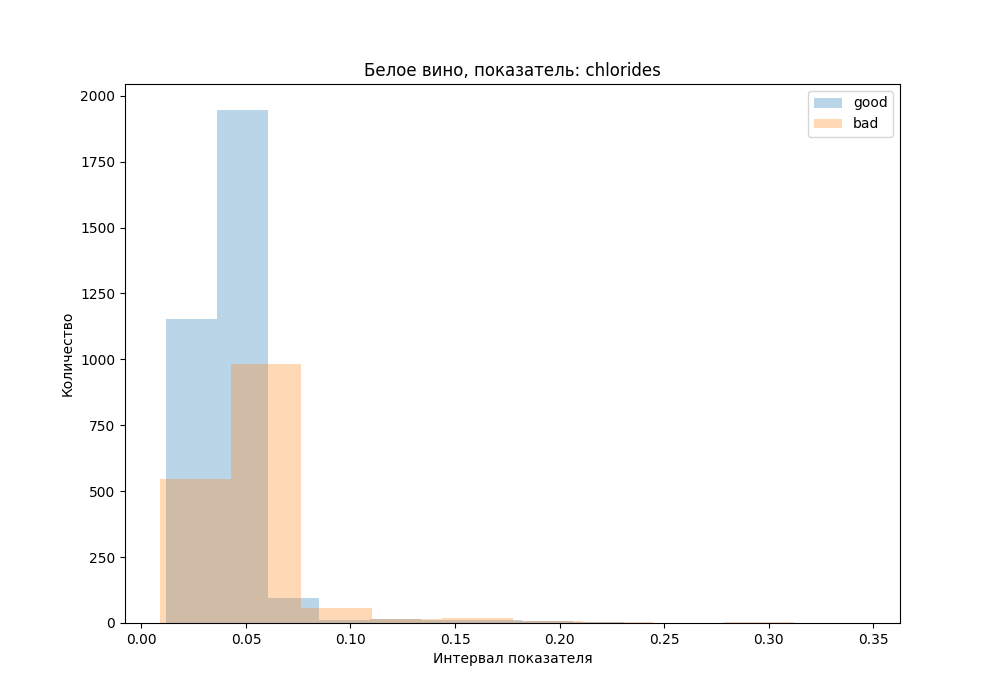 Белое вино, показатель: chlorides
good
bad
Количество
2000
1750
1500
1250
1000
750
500
250
0
0.00 0.05 0.10 0.15 0.20 0.25 0.30 0.35
Интервал показателя